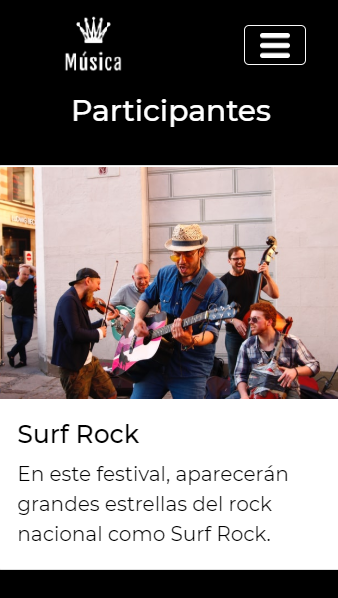 Música
Participantes
Surf Rock
En este festival, aparecerán
grandes estrellas del rock
nacional como Surf Rock.